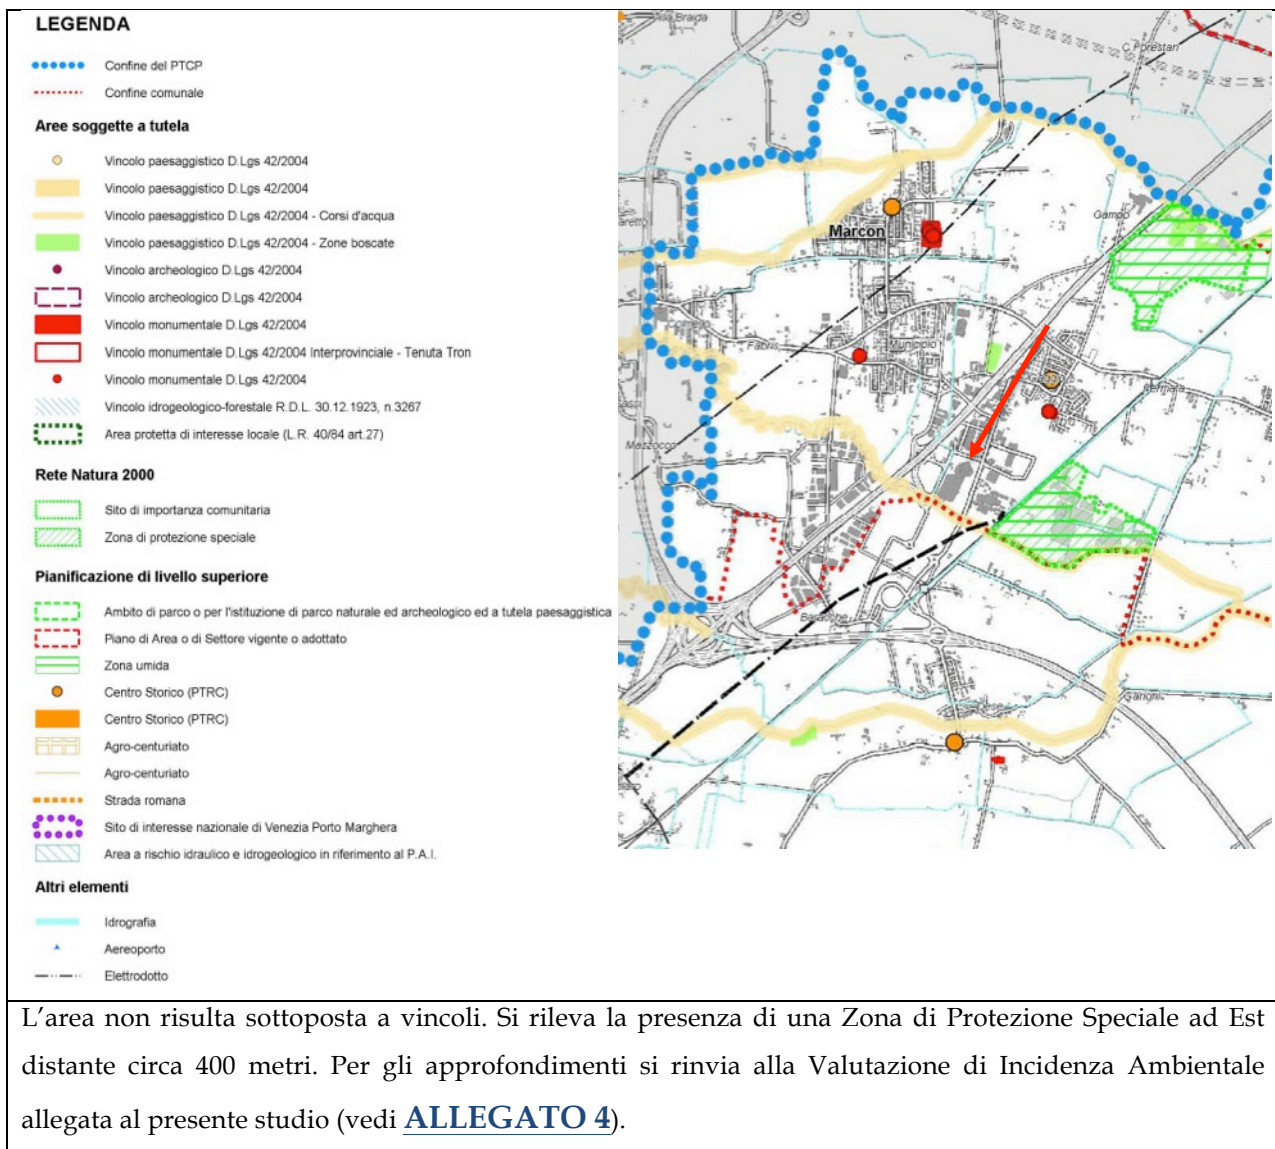 LEGENDA
Confine del PTCP
Confine comunale
Aree soggette a tutela
Vincolo paesaggistico D.Lgs 42/2004
Vincolo paesaggistico D.Lgs 42/2004
Vincolo paesaggistico D.Lgs 42/2004 - Corsi d'acqua
Vincolo paesaggistico D.Lgs 42/2004 - Zone boscate
Vincolo archeologico D.Lgs 42/2004
Vincolo archeologico D.Lgs 42/2004
Vincolo monumentale D.Lgs 42/2004
Vincolo monumentale D.Lgs 42/2004 Interprovinciale - Tenuta Tron
Vincolo monumentale D.Lgs 42/2004
Vincolo idrogeologico-forestale R.D.L. 30.12.1923, n.3267
Area protetta di interesse locale (L.R. 40/84 art.27)
Rete Natura 2000
Sito di importanza comunitaria
Zona di protezione speciale
Pianificazione di livello superiore
Ambito di parco o per l'istituzione di parco naturale ed archeologico ed a tutela paesaggistica
Piano di Area o di Settore vigente o adottato
Zona umida
Centro Storico (PTRC)
Centro Storico (PTRC)
Agro-centuriato
Agro-centuriato
Strada romana
Sito di interesse nazionale di Venezia Porto Marghera
Area a rischio idraulico e idrogeologico in riferimento al P.A.I.
Altri elementi
Idrografia
Aereoporto
Elettrodotto
Braida
C. Forestan
Gampo
Marcon
Fabris
Municipio
Fermata
Mazzocco
Baracche
Dese
L'area non risulta sottoposta a vincoli. Si rileva la presenza di una Zona di Protezione Speciale ad Est
distante circa 400 metri. Per gli approfondimenti si rinvia alla Valutazione di Incidenza Ambientale
allegata al presente studio (vedi ALLEGATO 4).